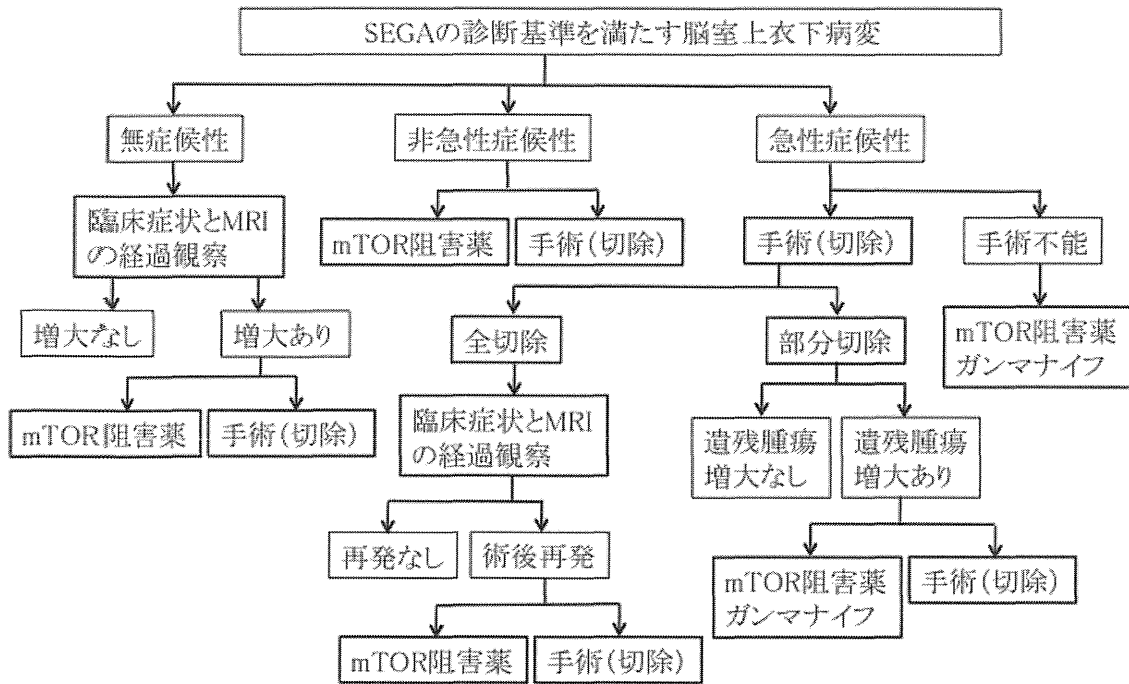 SEGAの診断基準を満たす脳室上衣下病変
無症候性
非急性症候性
急性症候性
臨床症状とMRI
の経過観察
mTOR阻害薬
手術(切除)
手術(切除)
手術不能
増大なし
増大あり
全切除
部分切除
mTOR阻害薬
ガンマナイフ
mTOR阻害薬
手術(切除)
臨床症状とMRI
の経過観察
遺残腫瘍
増大なし
遺残腫瘍
増大あり
再発なし
術後再発
mTOR阻害薬
ガンマナイフ
手術(切除)
mTOR阻害薬
手術(切除)